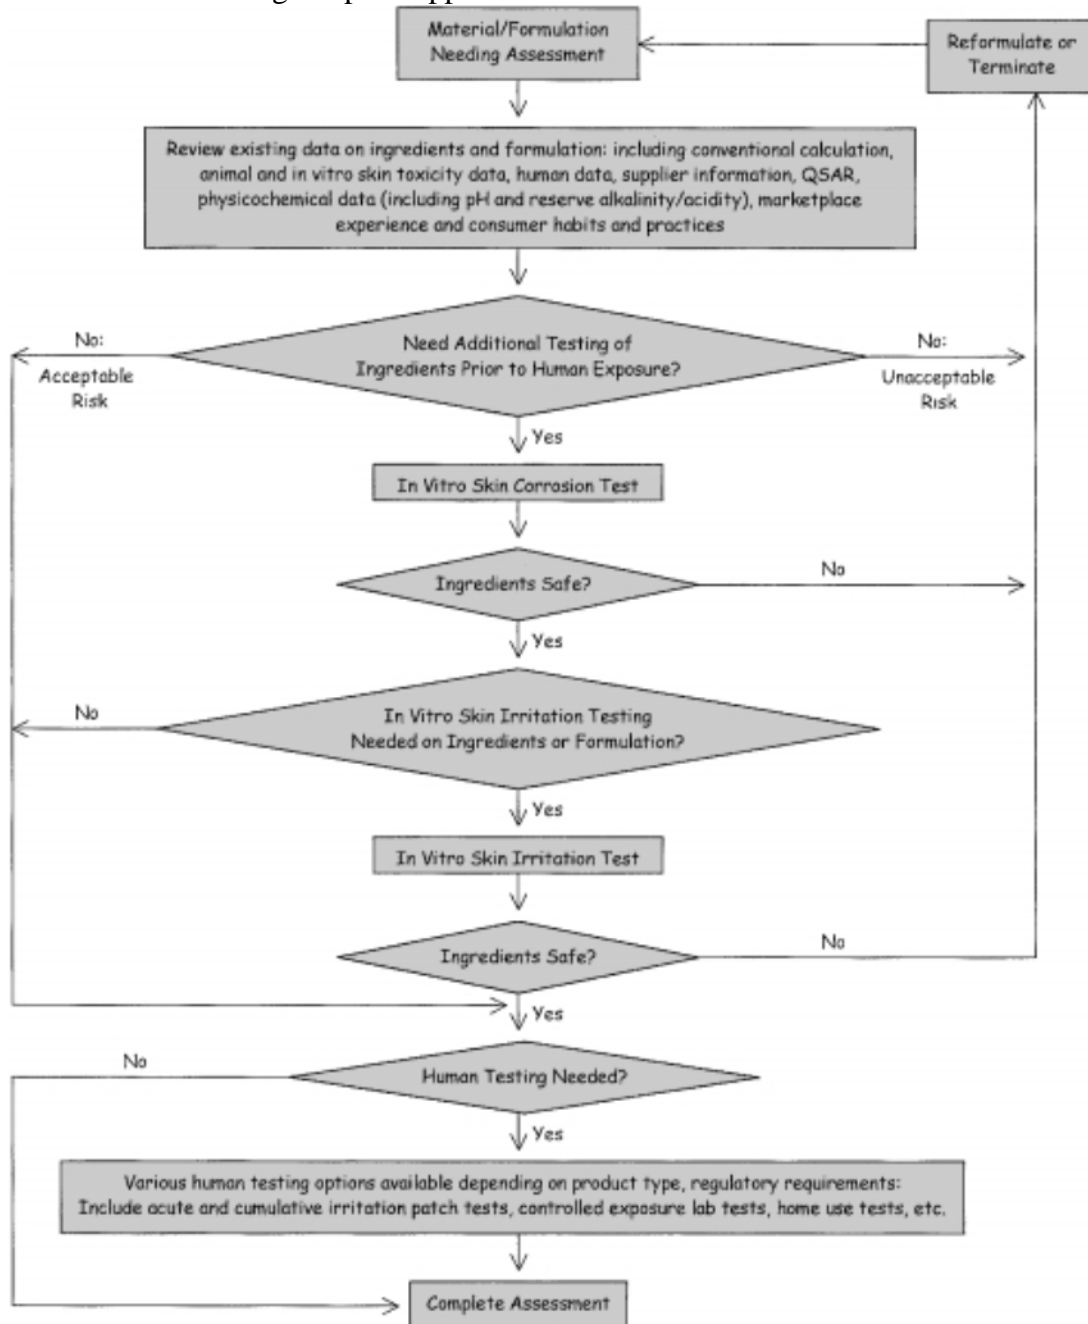 Material/Formulation
Needing Assessment
Reformulate or
Terminate
Review existing data on ingredients and formulation: including conventional calculation,
animal and in vitro skin toxicity data, human data, supplier information, QSAR,
physicochemical data (including pH and reserve alkalinity/acidity), marketplace
experience and consumer habits and practices
No:
Acceptable
Risk
Need Additional Testing of
Ingredients Prior to Human Exposure?
No:
Unacceptable
Risk
Yes
In Vitro Skin Corrosion Test
Ingredients Safe?
No
Yes
No
In Vitro Skin Irritation Testing
Needed on Ingredients or Formulation?
Yes
In Vitro Skin Irritation Test
Ingredients Safe?
No
Yes
No
Human Testing Needed?
Yes
Various human testing options available depending on product type, regulatory requirements:
Include acute and cumulative irritation patch tests, controlled exposure lab tests, home use tests, etc.
Complete Assessment